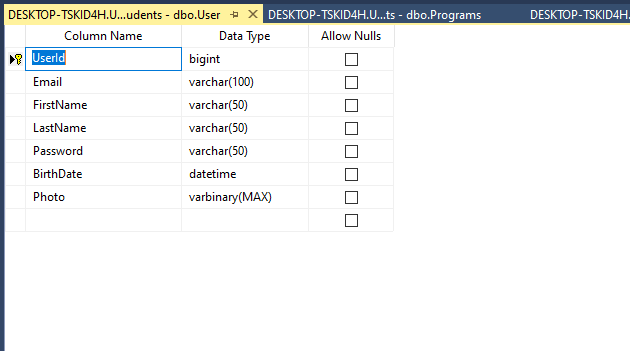 DESKTOP-TSKID4H.U...udents - dbo.User DESKTOP-TSKID4H.U...ts - dbo.Programs DESKTOP-TSKID4H.
Column Name Data Type Allow Nulls
UserId bigint
Email varchar(100)
FirstName varchar(50)
LastName varchar(50)
Password varchar(50)
BirthDate datetime
Photo varbinary(MAX)